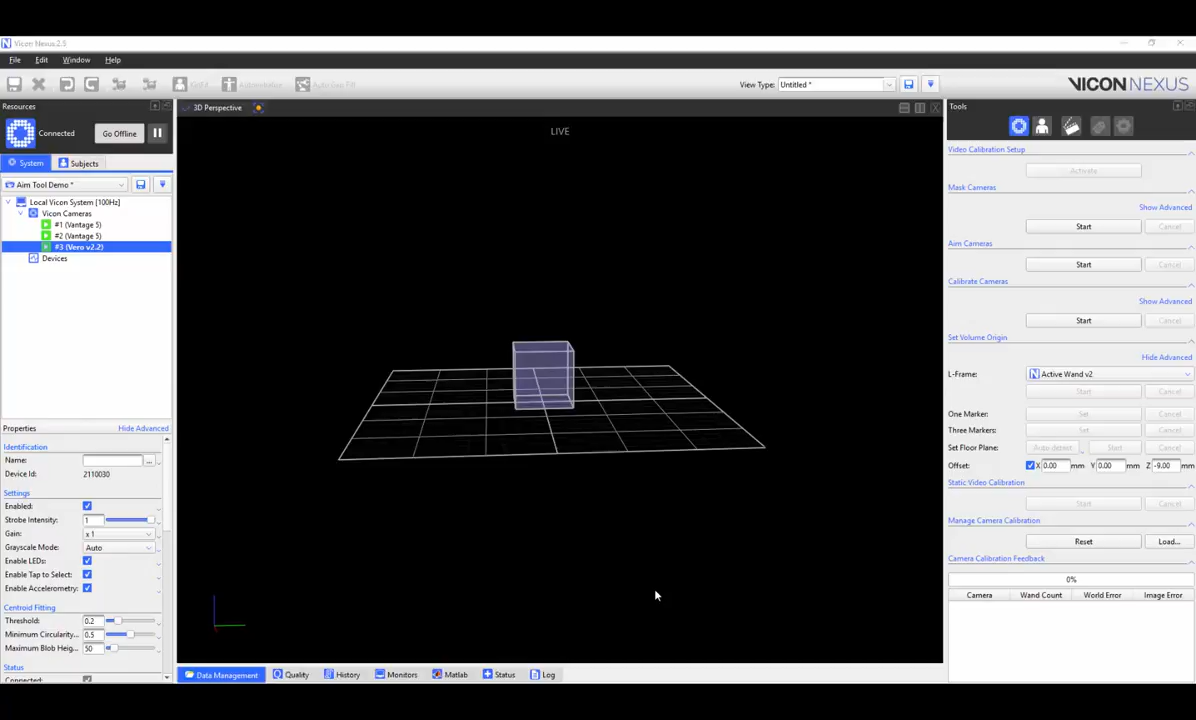 Vicon Nexus 2.5
File Edit Window Help
View Type: Untitled *
VICON NEXUS
Resources
Connected
Go Offline
System Subjects
Aim Tool Demo *
Local Vicon System [100Hz]
Vicon Cameras
#1 (Vantage 5)
#2 (Vantage 5)
#3 (Vero v2.2)
Devices
Properties Hide Advanced
Identification
Name: ...
Device Id: 2110030
Settings
Enabled:
Strobe Intensity: 1
Gain: x 1
Grayscale Mode: Auto
Enable LEDs:
Enable Tap to Select:
Enable Accelerometry:
Centroid Fitting
Threshold: 0.2
Minimum Circularity... 0.5
Maximum Blob Heig... 50
Status
Connected:
3D Perspective
LIVE
Data Management Quality History Monitors Matlab Status Log
Tools
Video Calibration Setup
Activate
Mask Cameras
Show Advanced
Start Cancel
Aim Cameras
Start Cancel
Calibrate Cameras
Show Advanced
Start Cancel
Set Volume Origin
Hide Advanced
L-Frame: Active Wand v2
Start Cancel
One Marker: Set Cancel
Three Markers: Set Cancel
Set Floor Plane: Auto detect Start Cancel
Offset: X 0.00 mm Y 0.00 mm Z -9.00 mm
Static Video Calibration
Start Cancel
Manage Camera Calibration
Reset Load...
Camera Calibration Feedback
0%
Camera Wand Count World Error Image Error